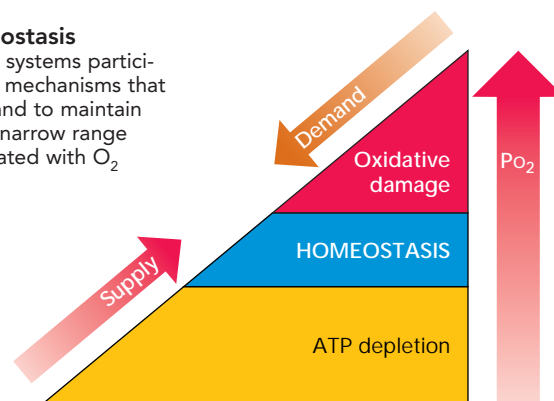 ostasis
systems partici-
mechanisms that
and to maintain
narrow range
ated with O₂
Demand
Oxidative
damage
PO₂
HOMEOSTASIS
Supply
ATP depletion